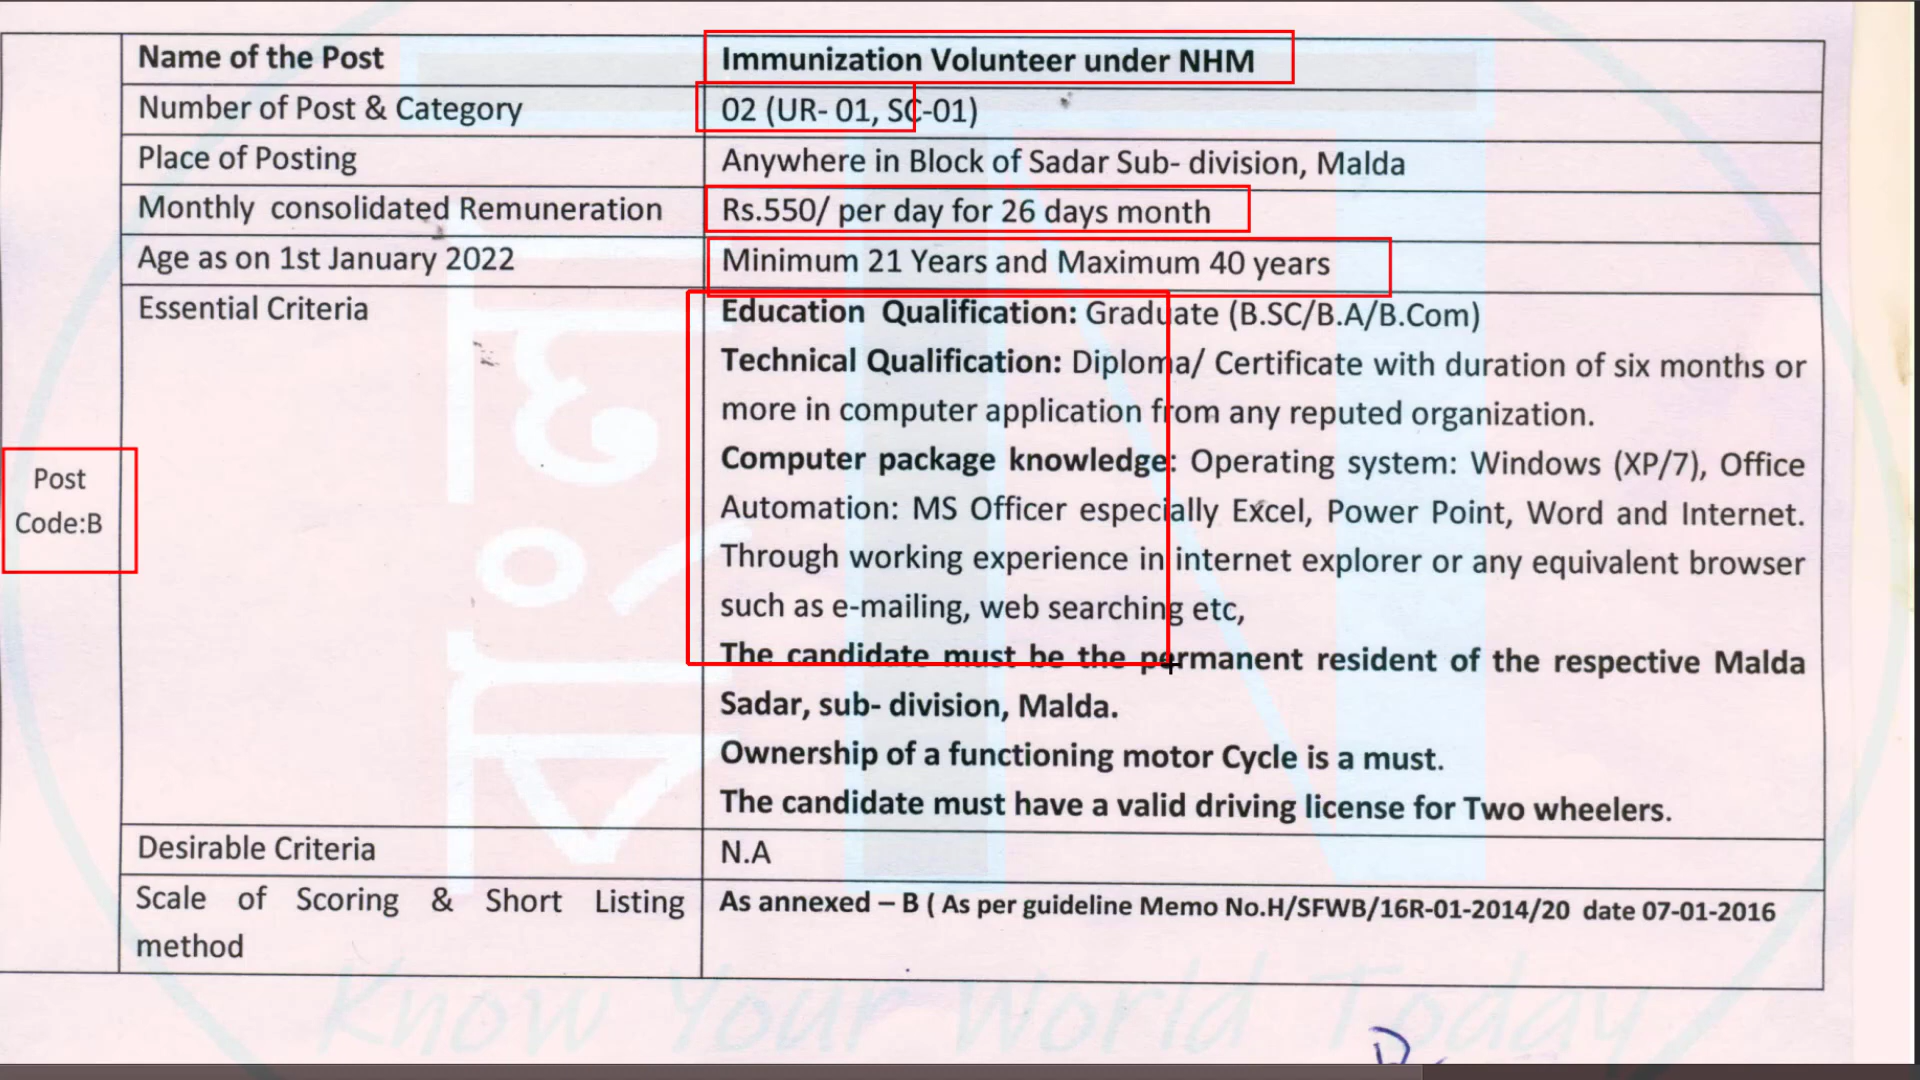 Name of the Post
Immunization Volunteer under NHM
Number of Post & Category
02 (UR- 01, SC-01)
Place of Posting
Anywhere in Block of Sadar Sub- division, Malda
Monthly consolidated Remuneration
Rs.550/ per day for 26 days month
Age as on 1st January 2022
Minimum 21 Years and Maximum 40 years
Post
Code:B
Essential Criteria
Education Qualification: Graduate (B.SC/B.A/B.Com)
Technical Qualification: Diploma/ Certificate with duration of six months or
more in computer application from any reputed organization.
Computer package knowledge: Operating system: Windows (XP/7), Office
Automation: MS Officer especially Excel, Power Point, Word and Internet.
Through working experience in internet explorer or any equivalent browser
such as e-mailing, web searching etc,
The candidate must be the permanent resident of the respective Malda
Sadar, sub- division, Malda.
Ownership of a functioning motor Cycle is a must.
The candidate must have a valid driving license for Two wheelers.
Desirable Criteria
N.A
Scale of Scoring & Short Listing
method
As annexed – B ( As per guideline Memo No.H/SFWB/16R-01-2014/20 date 07-01-2016
Know Your World Today
বাংলা